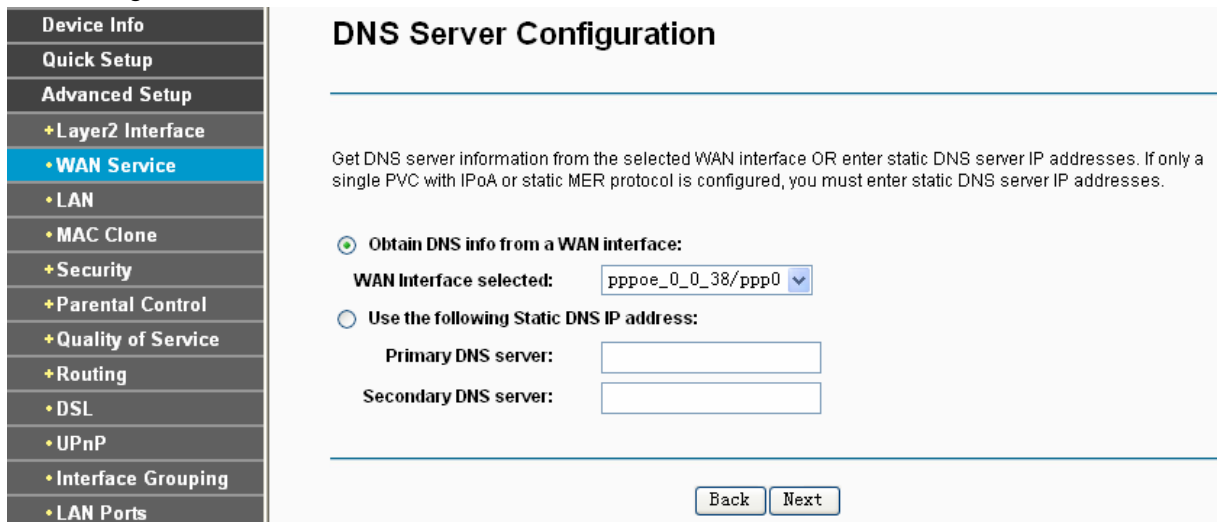 Device Info
Quick Setup
Advanced Setup
+Layer2 Interface
•WAN Service
•LAN
•MAC Clone
+Security
+Parental Control
+Quality of Service
+Routing
•DSL
•UPnP
•Interface Grouping
•LAN Ports
DNS Server Configuration
Get DNS server information from the selected WAN interface OR enter static DNS server IP addresses. If only a
single PVC with IPoA or static MER protocol is configured, you must enter static DNS server IP addresses.
Obtain DNS info from a WAN interface:
WAN Interface selected: pppoe_0_0_38/ppp0
Use the following Static DNS IP address:
Primary DNS server:
Secondary DNS server:
Back Next